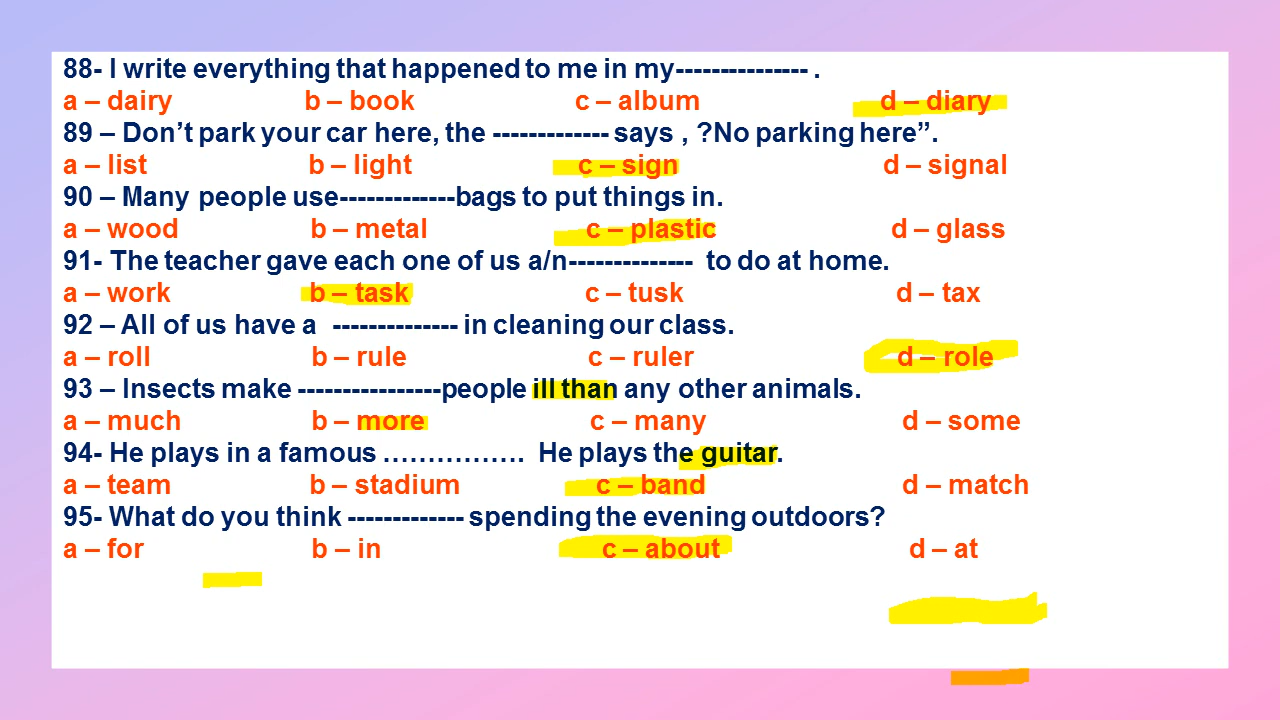 88- I write everything that happened to me in my--------------- .
a – dairy b – book c – album d – diary
89 – Don’t park your car here, the ------------- says , ?No parking here”.
a – list b – light c – sign d – signal
90 – Many people use-------------bags to put things in.
a – wood b – metal c – plastic d – glass
91- The teacher gave each one of us a/n-------------- to do at home.
a – work b – task c – tusk d – tax
92 – All of us have a -------------- in cleaning our class.
a – roll b – rule c – ruler d – role
93 – Insects make ----------------people ill than any other animals.
a – much b – more c – many d – some
94- He plays in a famous ……………. He plays the guitar.
a – team b – stadium c – band d – match
95- What do you think ------------- spending the evening outdoors?
a – for b – in c – about d – at